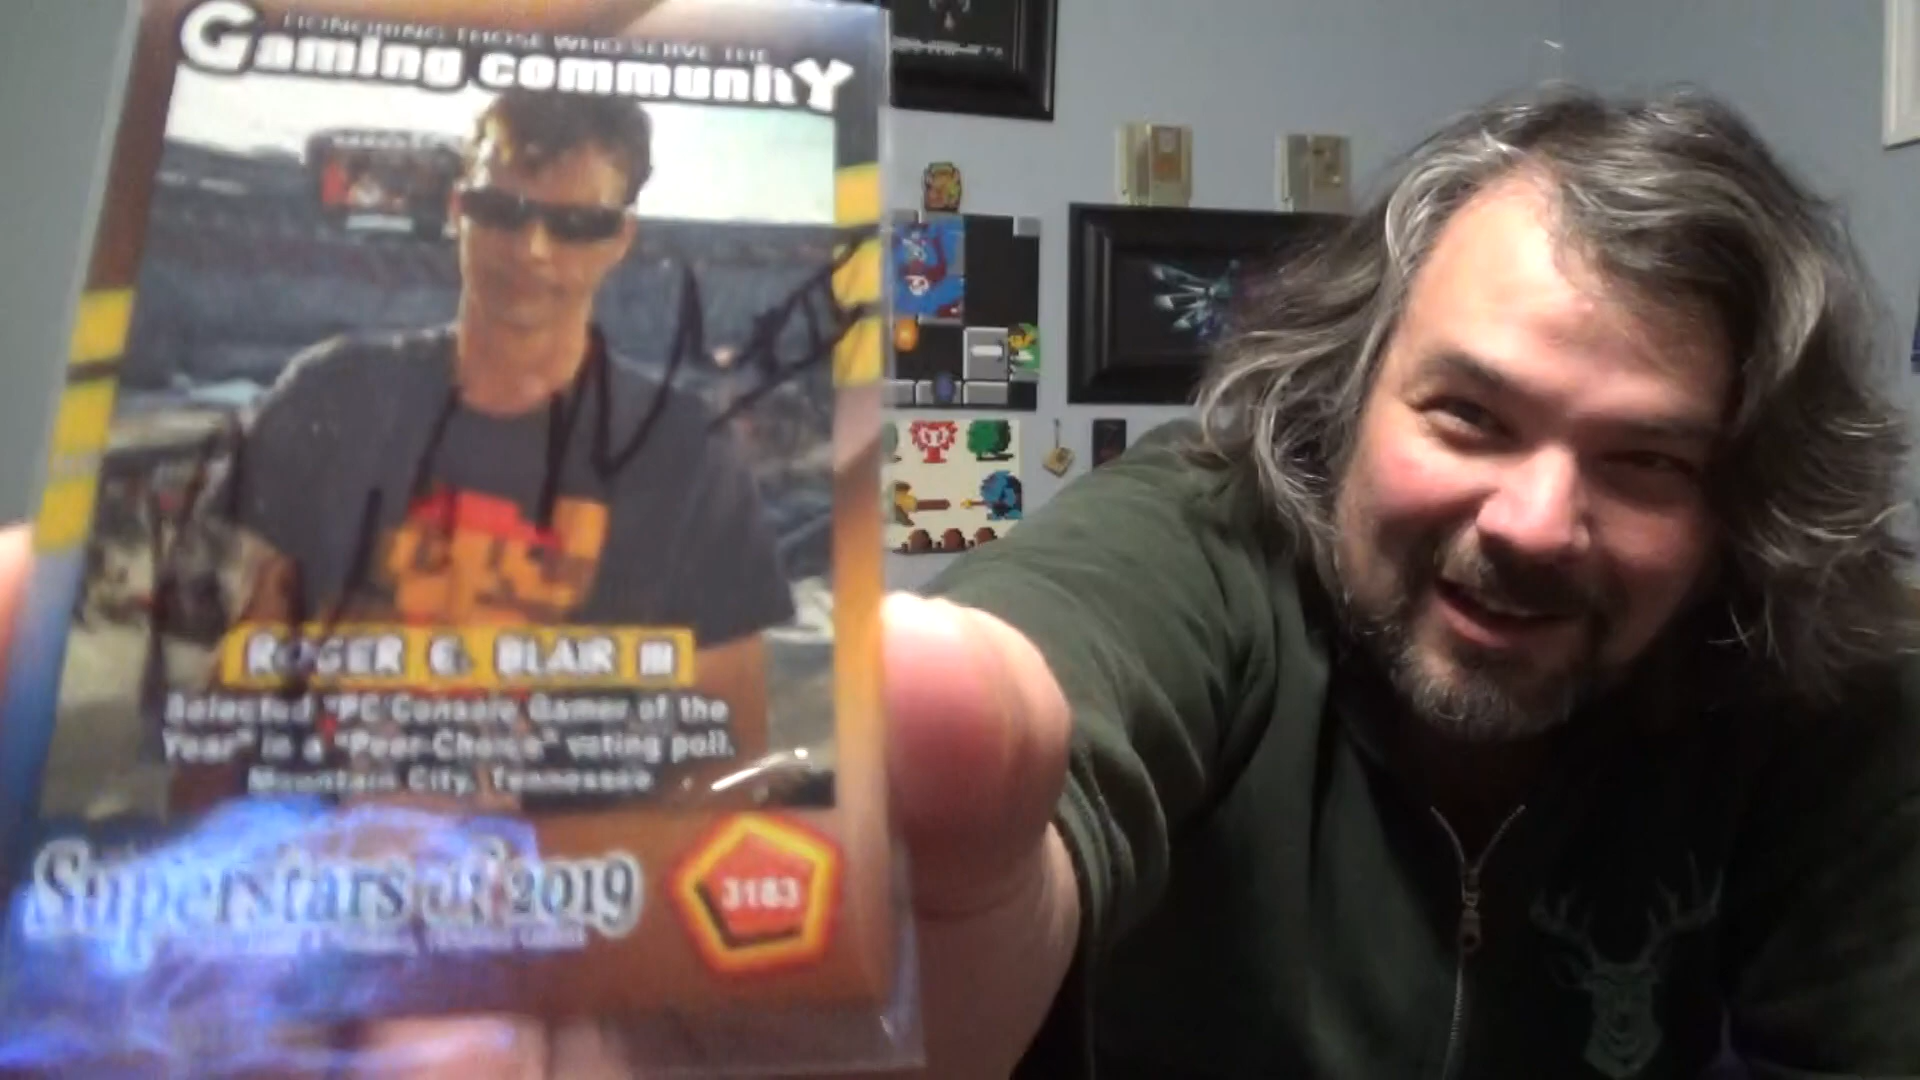 HONORING THOSE WHO SERVE THE
Gaming communitY
ROGER E. BLAIR III
Selected "PC/Console Gamer of the
Year" in a "Peer-Choice" voting poll.
Mountain City, Tennessee
Superstars of 2019
3183